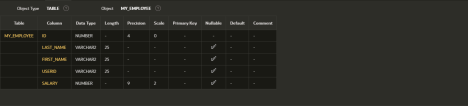 Object Type TABLE Object MY_EMPLOYEE
Table Column Data Type Length Precision Scale Primary Key Nullable Default Comment
MY_EMPLOYEE ID NUMBER - 4 0 - - - -
LAST_NAME VARCHAR2 25 - - - ✓ - -
FIRST_NAME VARCHAR2 25 - - - ✓ - -
USERID VARCHAR2 25 - - - ✓ - -
SALARY NUMBER - 9 2 - ✓ - -